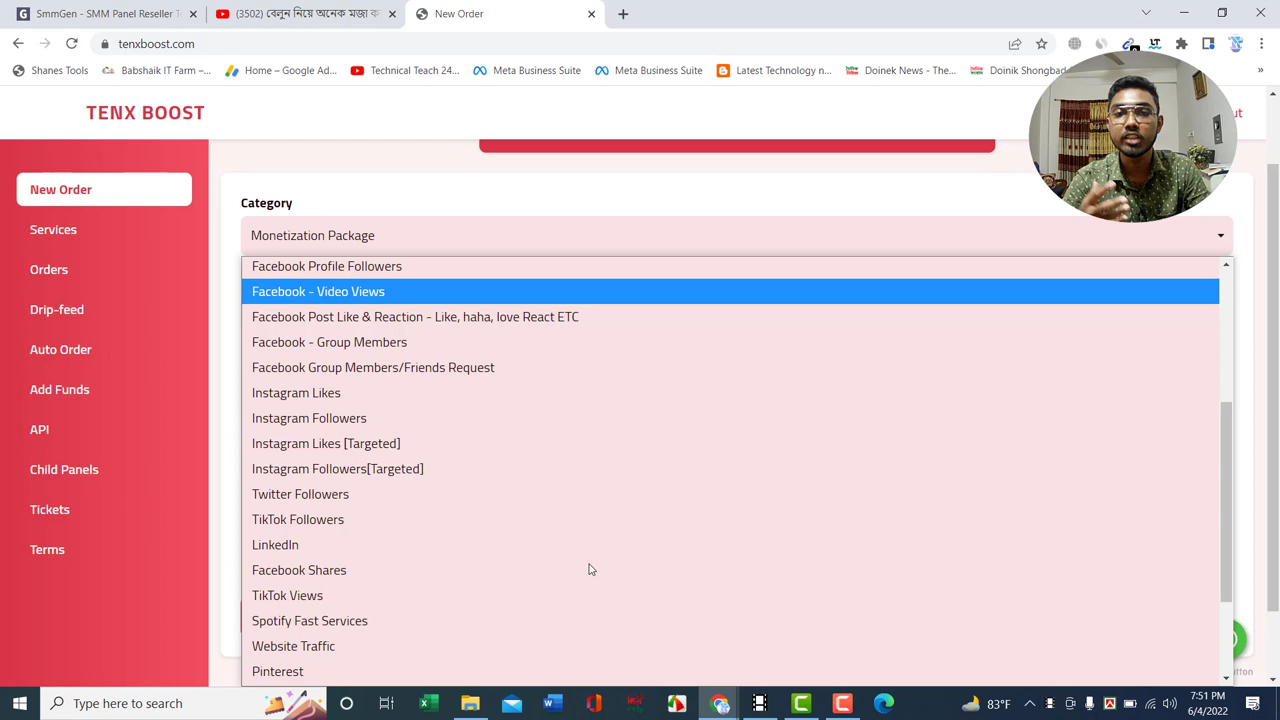 SmmGen - SMM Panel Reseller T
(3502) বেলুন নিয়ে অনেক মজা ক
New Order
tenxboost.com
Shanes Tools
Babshaik IT Farm –...
Home – Google Ad...
Technical Teach 24...
Meta Business Suite
Meta Business Suite
Latest Technology n...
Doinek News - The...
Doinik Shongbad
»
TENX BOOST
ut
New Order
Services
Orders
Drip-feed
Auto Order
Add Funds
API
Child Panels
Tickets
Terms
Category
Monetization Package
Facebook Profile Followers
Facebook - Video Views
Facebook Post Like & Reaction - Like, haha, love React ETC
Facebook - Group Members
Facebook Group Members/Friends Request
Instagram Likes
Instagram Followers
Instagram Likes [Targeted]
Instagram Followers[Targeted]
Twitter Followers
TikTok Followers
LinkedIn
Facebook Shares
TikTok Views
Spotify Fast Services
Website Traffic
Pinterest
utton
Type here to search
83°F
7:51 PM
6/4/2022